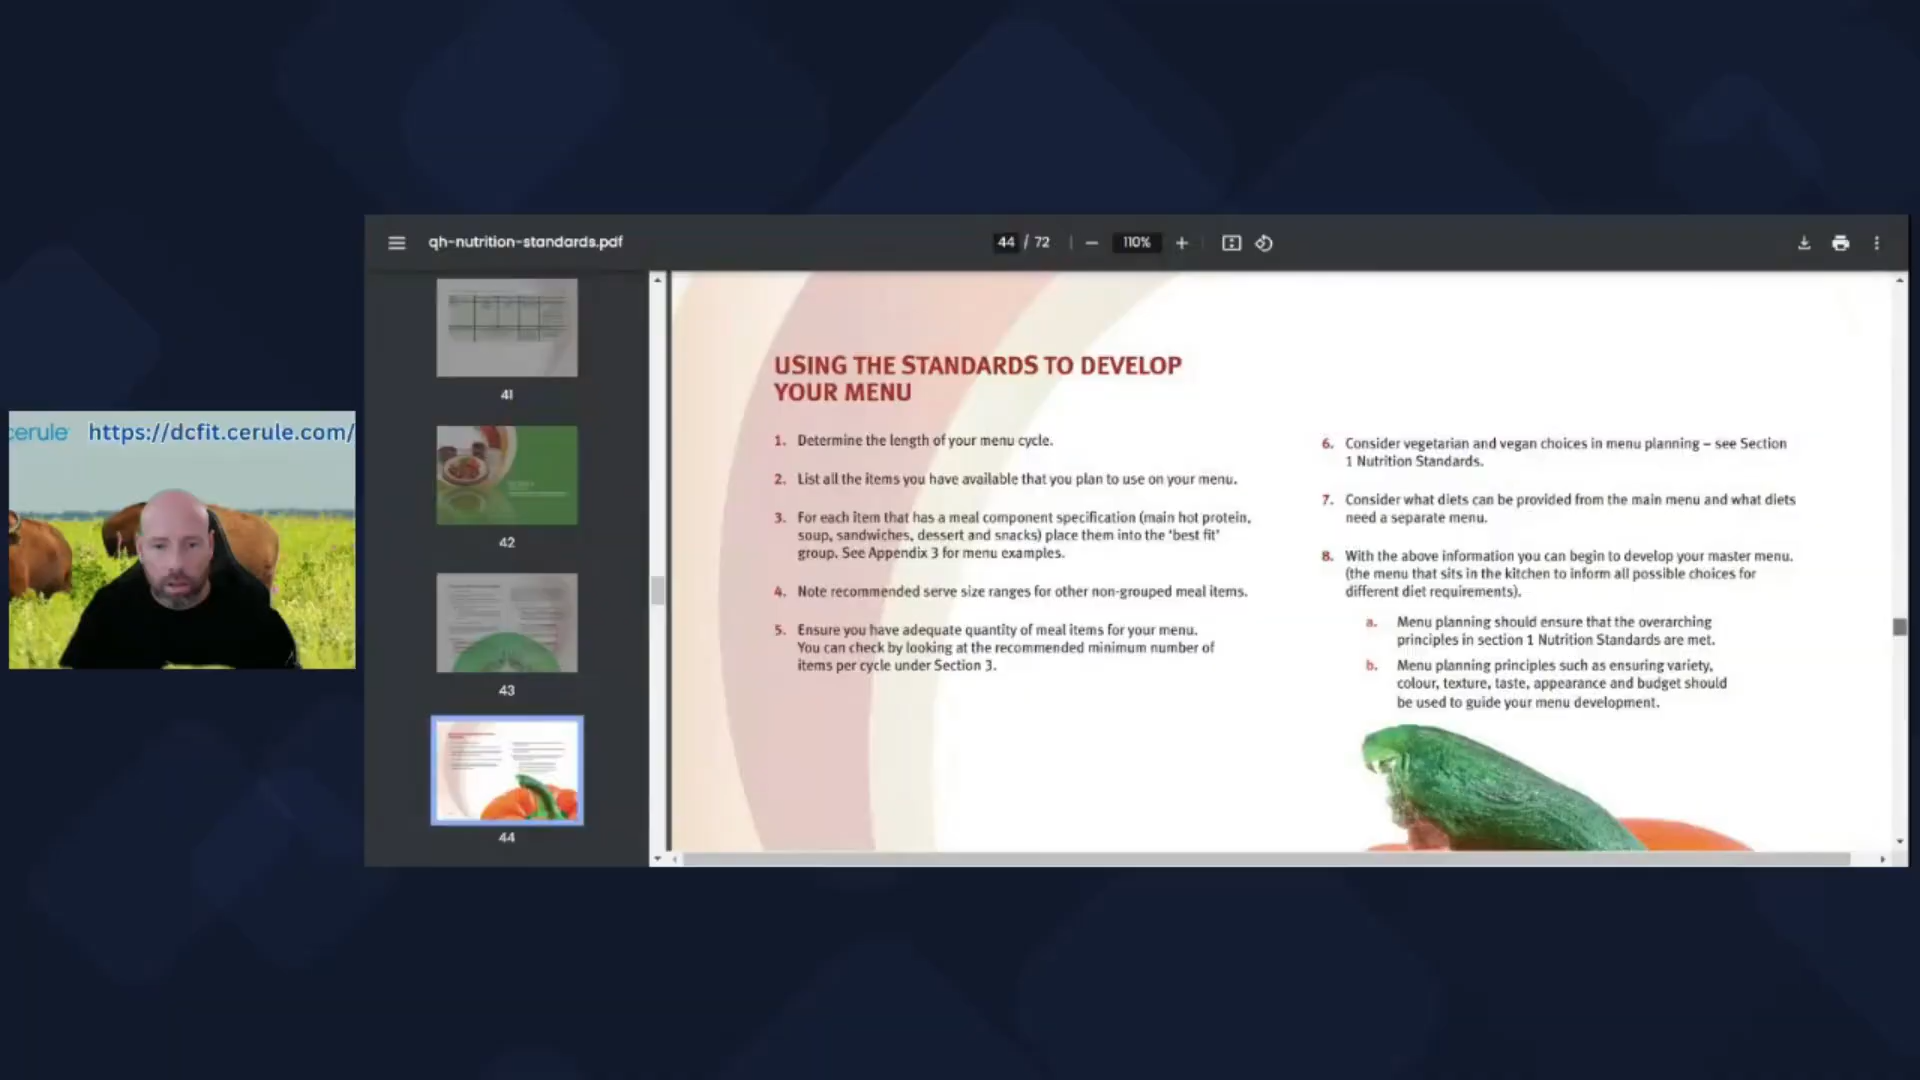 qh-nutrition-standards.pdf
44 / 72
110%
41
42
43
44
cerule
https://dcfit.cerule.com/
USING THE STANDARDS TO DEVELOP
YOUR MENU
1. Determine the length of your menu cycle.
2. List all the items you have available that you plan to use on your menu.
3. For each item that has a meal component specification (main hot protein,
soup, sandwiches, dessert and snacks) place them into the 'best fit'
group. See Appendix 3 for menu examples.
4. Note recommended serve size ranges for other non-grouped meal items.
5. Ensure you have adequate quantity of meal items for your menu.
You can check by looking at the recommended minimum number of
items per cycle under Section 3.
6. Consider vegetarian and vegan choices in menu planning – see Section
1 Nutrition Standards.
7. Consider what diets can be provided from the main menu and what diets
need a separate menu.
8. With the above information you can begin to develop your master menu.
(the menu that sits in the kitchen to inform all possible choices for
different diet requirements).
a. Menu planning should ensure that the overarching
principles in section 1 Nutrition Standards are met.
b. Menu planning principles such as ensuring variety,
colour, texture, taste, appearance and budget should
be used to guide your menu development.